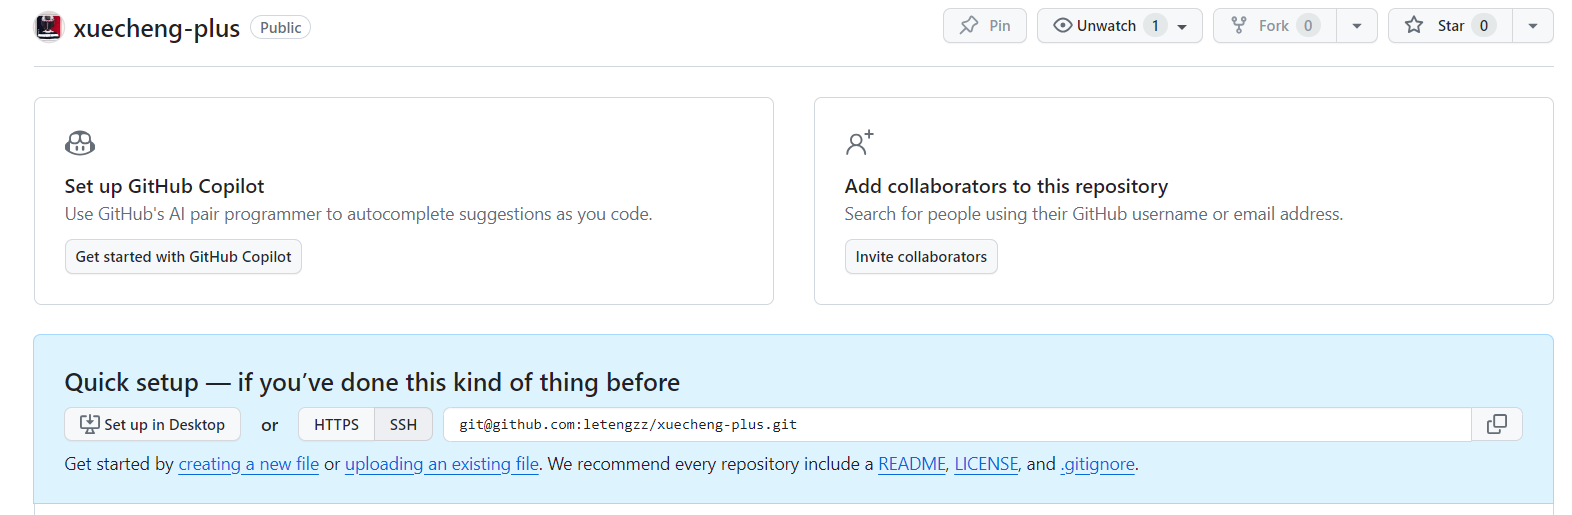 xuecheng-plus Public Pin Unwatch 1 Fork 0 Star 0
Set up GitHub Copilot
Use GitHub's AI pair programmer to autocomplete suggestions as you code.
Get started with GitHub Copilot
Add collaborators to this repository
Search for people using their GitHub username or email address.
Invite collaborators
Quick setup — if you’ve done this kind of thing before
Set up in Desktop or HTTPS SSH git@github.com:letengzz/xuecheng-plus.git
Get started by creating a new file or uploading an existing file. We recommend every repository include a README, LICENSE, and .gitignore.